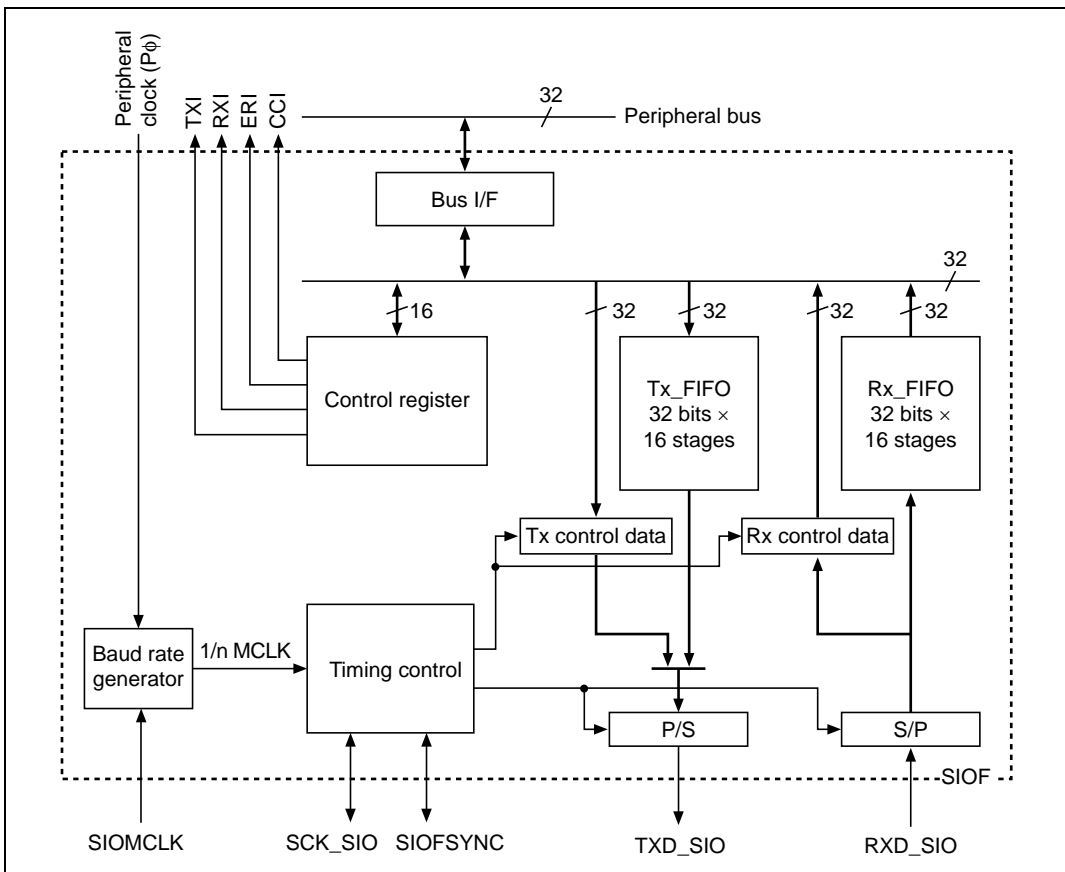 Peripheral
clock (Pϕ)
TXI
RXI
ERI
CCI
32
Peripheral bus
Bus I/F
32
16
32
32
32
32
Control register
Tx_FIFO
32 bits ×
16 stages
Rx_FIFO
32 bits ×
16 stages
Tx control data
Rx control data
Baud rate
generator
1/n MCLK
Timing control
P/S
S/P
SIOF
SIOMCLK
SCK_SIO
SIOFSYNC
TXD_SIO
RXD_SIO